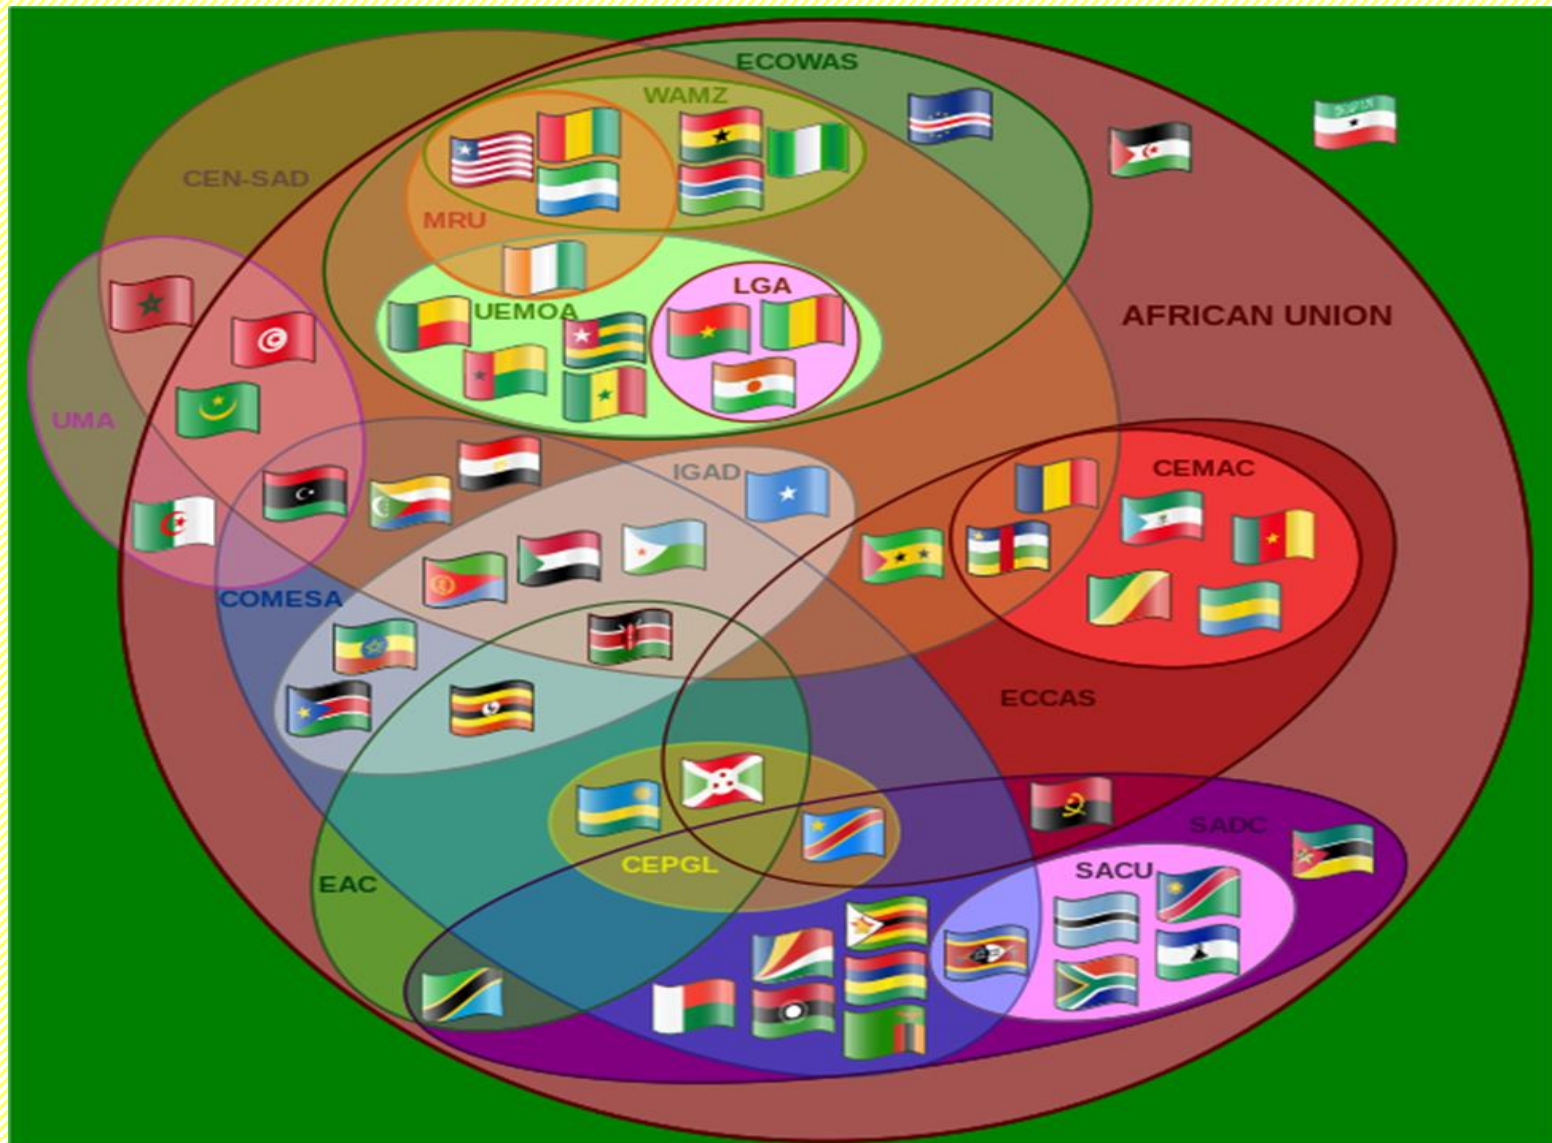 ECOWAS
WAMZ
CEN-SAD
MRU
LGA
UEMOA
AFRICAN UNION
UMA
IGAD
CEMAC
COMESA
ECCAS
SADC
CEPGL
SACU
EAC